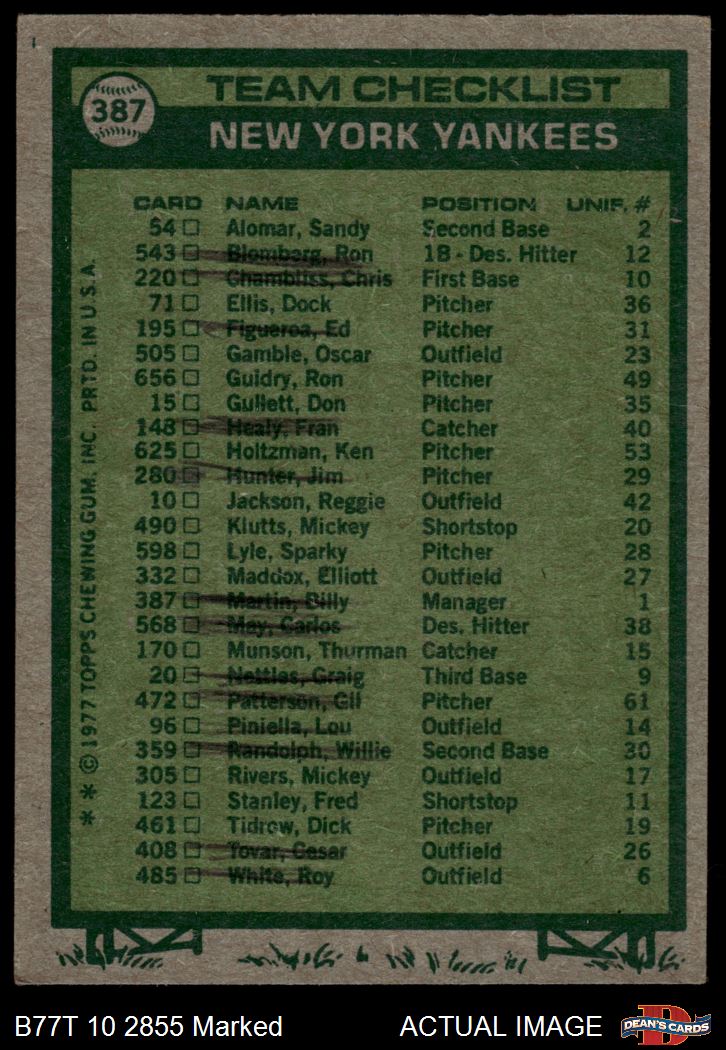 387
TEAM CHECKLIST
NEW YORK YANKEES
CARD NAME POSITION UNIF. #
54 Alomar, Sandy Second Base 2
543 Blomberg, Ron 1B - Des. Hitter 12
220 Chambliss, Chris First Base 10
71 Ellis, Dock Pitcher 36
195 Figueroa, Ed Pitcher 31
505 Gamble, Oscar Outfield 23
656 Guidry, Ron Pitcher 49
15 Gullett, Don Pitcher 35
148 Healy, Fran Catcher 40
625 Holtzman, Ken Pitcher 53
280 Hunter, Jim Pitcher 29
10 Jackson, Reggie Outfield 42
490 Klutts, Mickey Shortstop 20
598 Lyle, Sparky Pitcher 28
332 Maddox, Elliott Outfield 27
387 Martin, Billy Manager 1
568 May, Carlos Des. Hitter 38
170 Munson, Thurman Catcher 15
20 Nettles, Graig Third Base 9
472 Patterson, Gil Pitcher 61
96 Piniella, Lou Outfield 14
359 Randolph, Willie Second Base 30
305 Rivers, Mickey Outfield 17
123 Stanley, Fred Shortstop 11
461 Tidrow, Dick Pitcher 19
408 Tovar, Cesar Outfield 26
485 White, Roy Outfield 6
* * © 1977 TOPPS CHEWING GUM, INC. PRTD. IN U.S.A.
B77T 10 2855 Marked ACTUAL IMAGE
DEAN'S CARDS